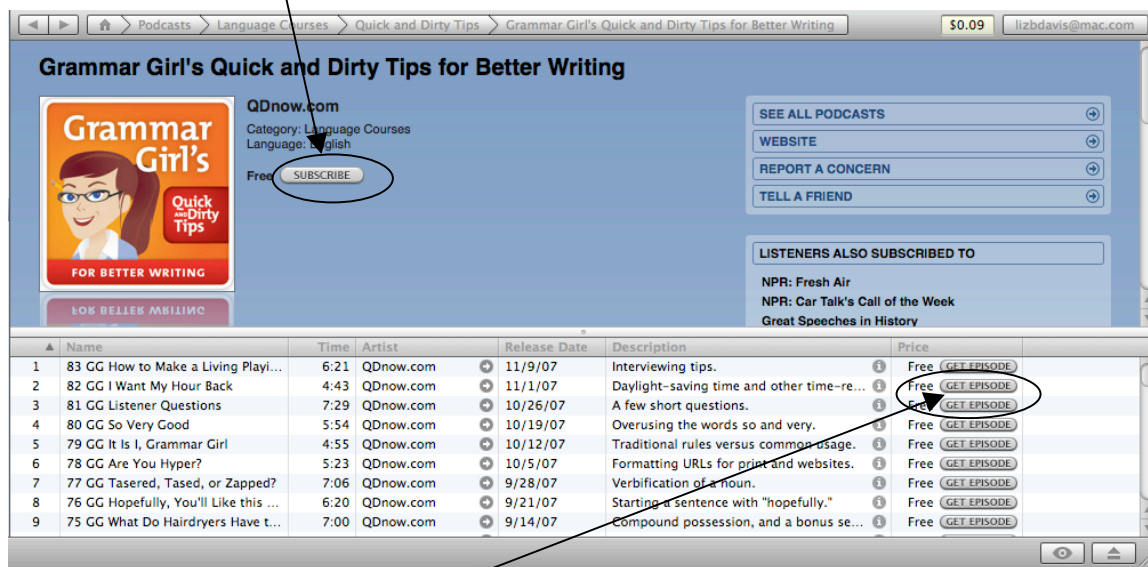 Podcasts Language Courses Quick and Dirty Tips Grammar Girl's Quick and Dirty Tips for Better Writing $0.09 lizbdavis@mac.com
Grammar Girl's Quick and Dirty Tips for Better Writing
QDnow.com
Category: Language Courses
Language: English
Free SUBSCRIBE
Grammar
Girl's
Quick
AND Dirty
Tips
FOR BETTER WRITING
FOR BETTER WRITING
SEE ALL PODCASTS
WEBSITE
REPORT A CONCERN
TELL A FRIEND
LISTENERS ALSO SUBSCRIBED TO
NPR: Fresh Air
NPR: Car Talk's Call of the Week
Great Speeches in History
Name Time Artist Release Date Description Price
1 83 GG How to Make a Living Playi... 6:21 QDnow.com 11/9/07 Interviewing tips. Free GET EPISODE
2 82 GG I Want My Hour Back 4:43 QDnow.com 11/1/07 Daylight-saving time and other time-re... Free GET EPISODE
3 81 GG Listener Questions 7:29 QDnow.com 10/26/07 A few short questions. Free GET EPISODE
4 80 GG So Very Good 5:54 QDnow.com 10/19/07 Overusing the words so and very. Free GET EPISODE
5 79 GG It Is I, Grammar Girl 4:55 QDnow.com 10/12/07 Traditional rules versus common usage. Free GET EPISODE
6 78 GG Are You Hyper? 5:23 QDnow.com 10/5/07 Formatting URLs for print and websites. Free GET EPISODE
7 77 GG Tasered, Tased, or Zapped? 7:06 QDnow.com 9/28/07 Verbification of a noun. Free GET EPISODE
8 76 GG Hopefully, You'll Like this ... 6:20 QDnow.com 9/21/07 Starting a sentence with "hopefully." Free GET EPISODE
9 75 GG What Do Hairdryers Have t... 7:00 QDnow.com 9/14/07 Compound possession, and a bonus se... Free GET EPISODE